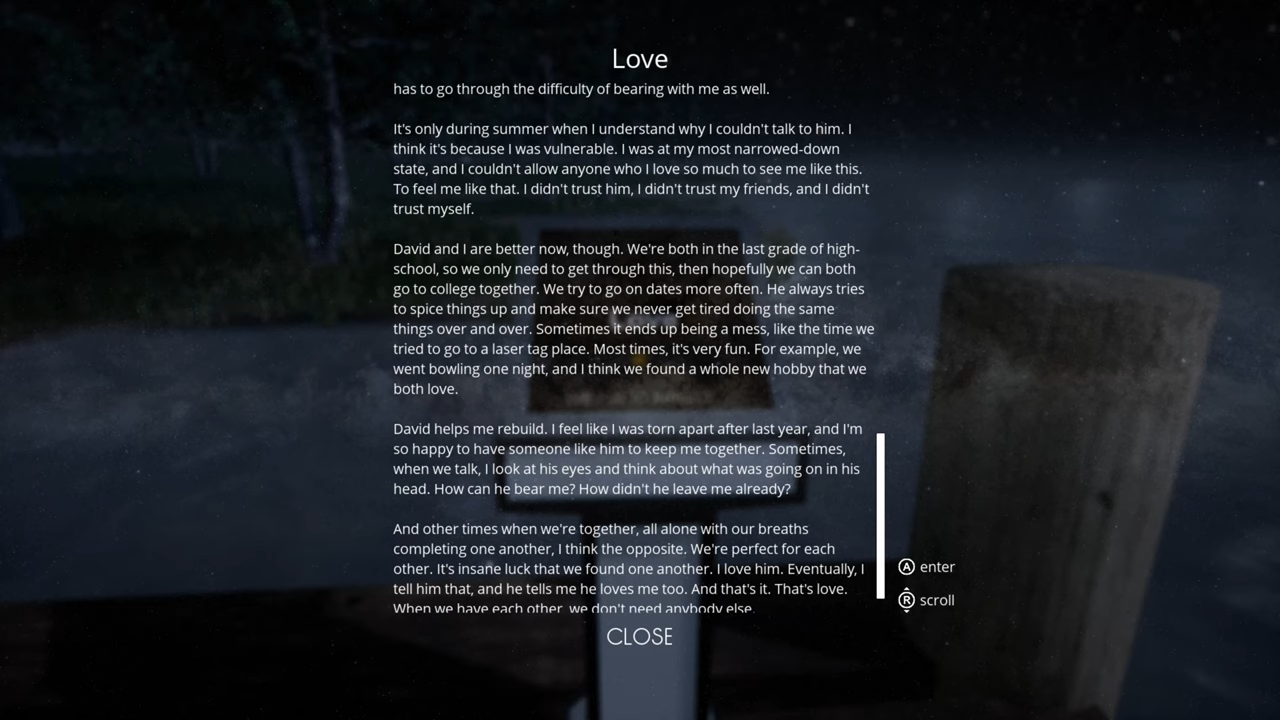 Love
has to go through the difficulty of bearing with me as well.
It's only during summer when I understand why I couldn't talk to him. I
think it's because I was vulnerable. I was at my most narrowed-down
state, and I couldn't allow anyone who I love so much to see me like this.
To feel me like that. I didn't trust him, I didn't trust my friends, and I didn't
trust myself.
David and I are better now, though. We're both in the last grade of high-
school, so we only need to get through this, then hopefully we can both
go to college together. We try to go on dates more often. He always tries
to spice things up and make sure we never get tired doing the same
things over and over. Sometimes it ends up being a mess, like the time we
tried to go to a laser tag place. Most times, it's very fun. For example, we
went bowling one night, and I think we found a whole new hobby that we
both love.
David helps me rebuild. I feel like I was torn apart after last year, and I'm
so happy to have someone like him to keep me together. Sometimes,
when we talk, I look at his eyes and think about what was going on in his
head. How can he bear me? How didn't he leave me already?
And other times when we're together, all alone with our breaths
completing one another, I think the opposite. We're perfect for each
other. It's insane luck that we found one another. I love him. Eventually, I
tell him that, and he tells me he loves me too. And that's it. That's love.
When we have each other, we don't need anybody else.
A enter
R scroll
CLOSE